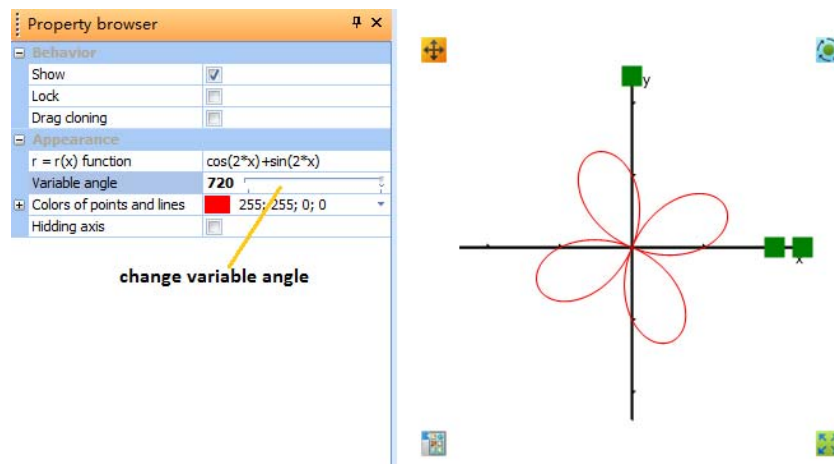 Property browser
Behavior
Show
Lock
Drag cloning
Appearance
r = r(x) function cos(2*x)+sin(2*x)
Variable angle 720
Colors of points and lines 255; 255; 0; 0
Hidding axis
change variable angle
y
x